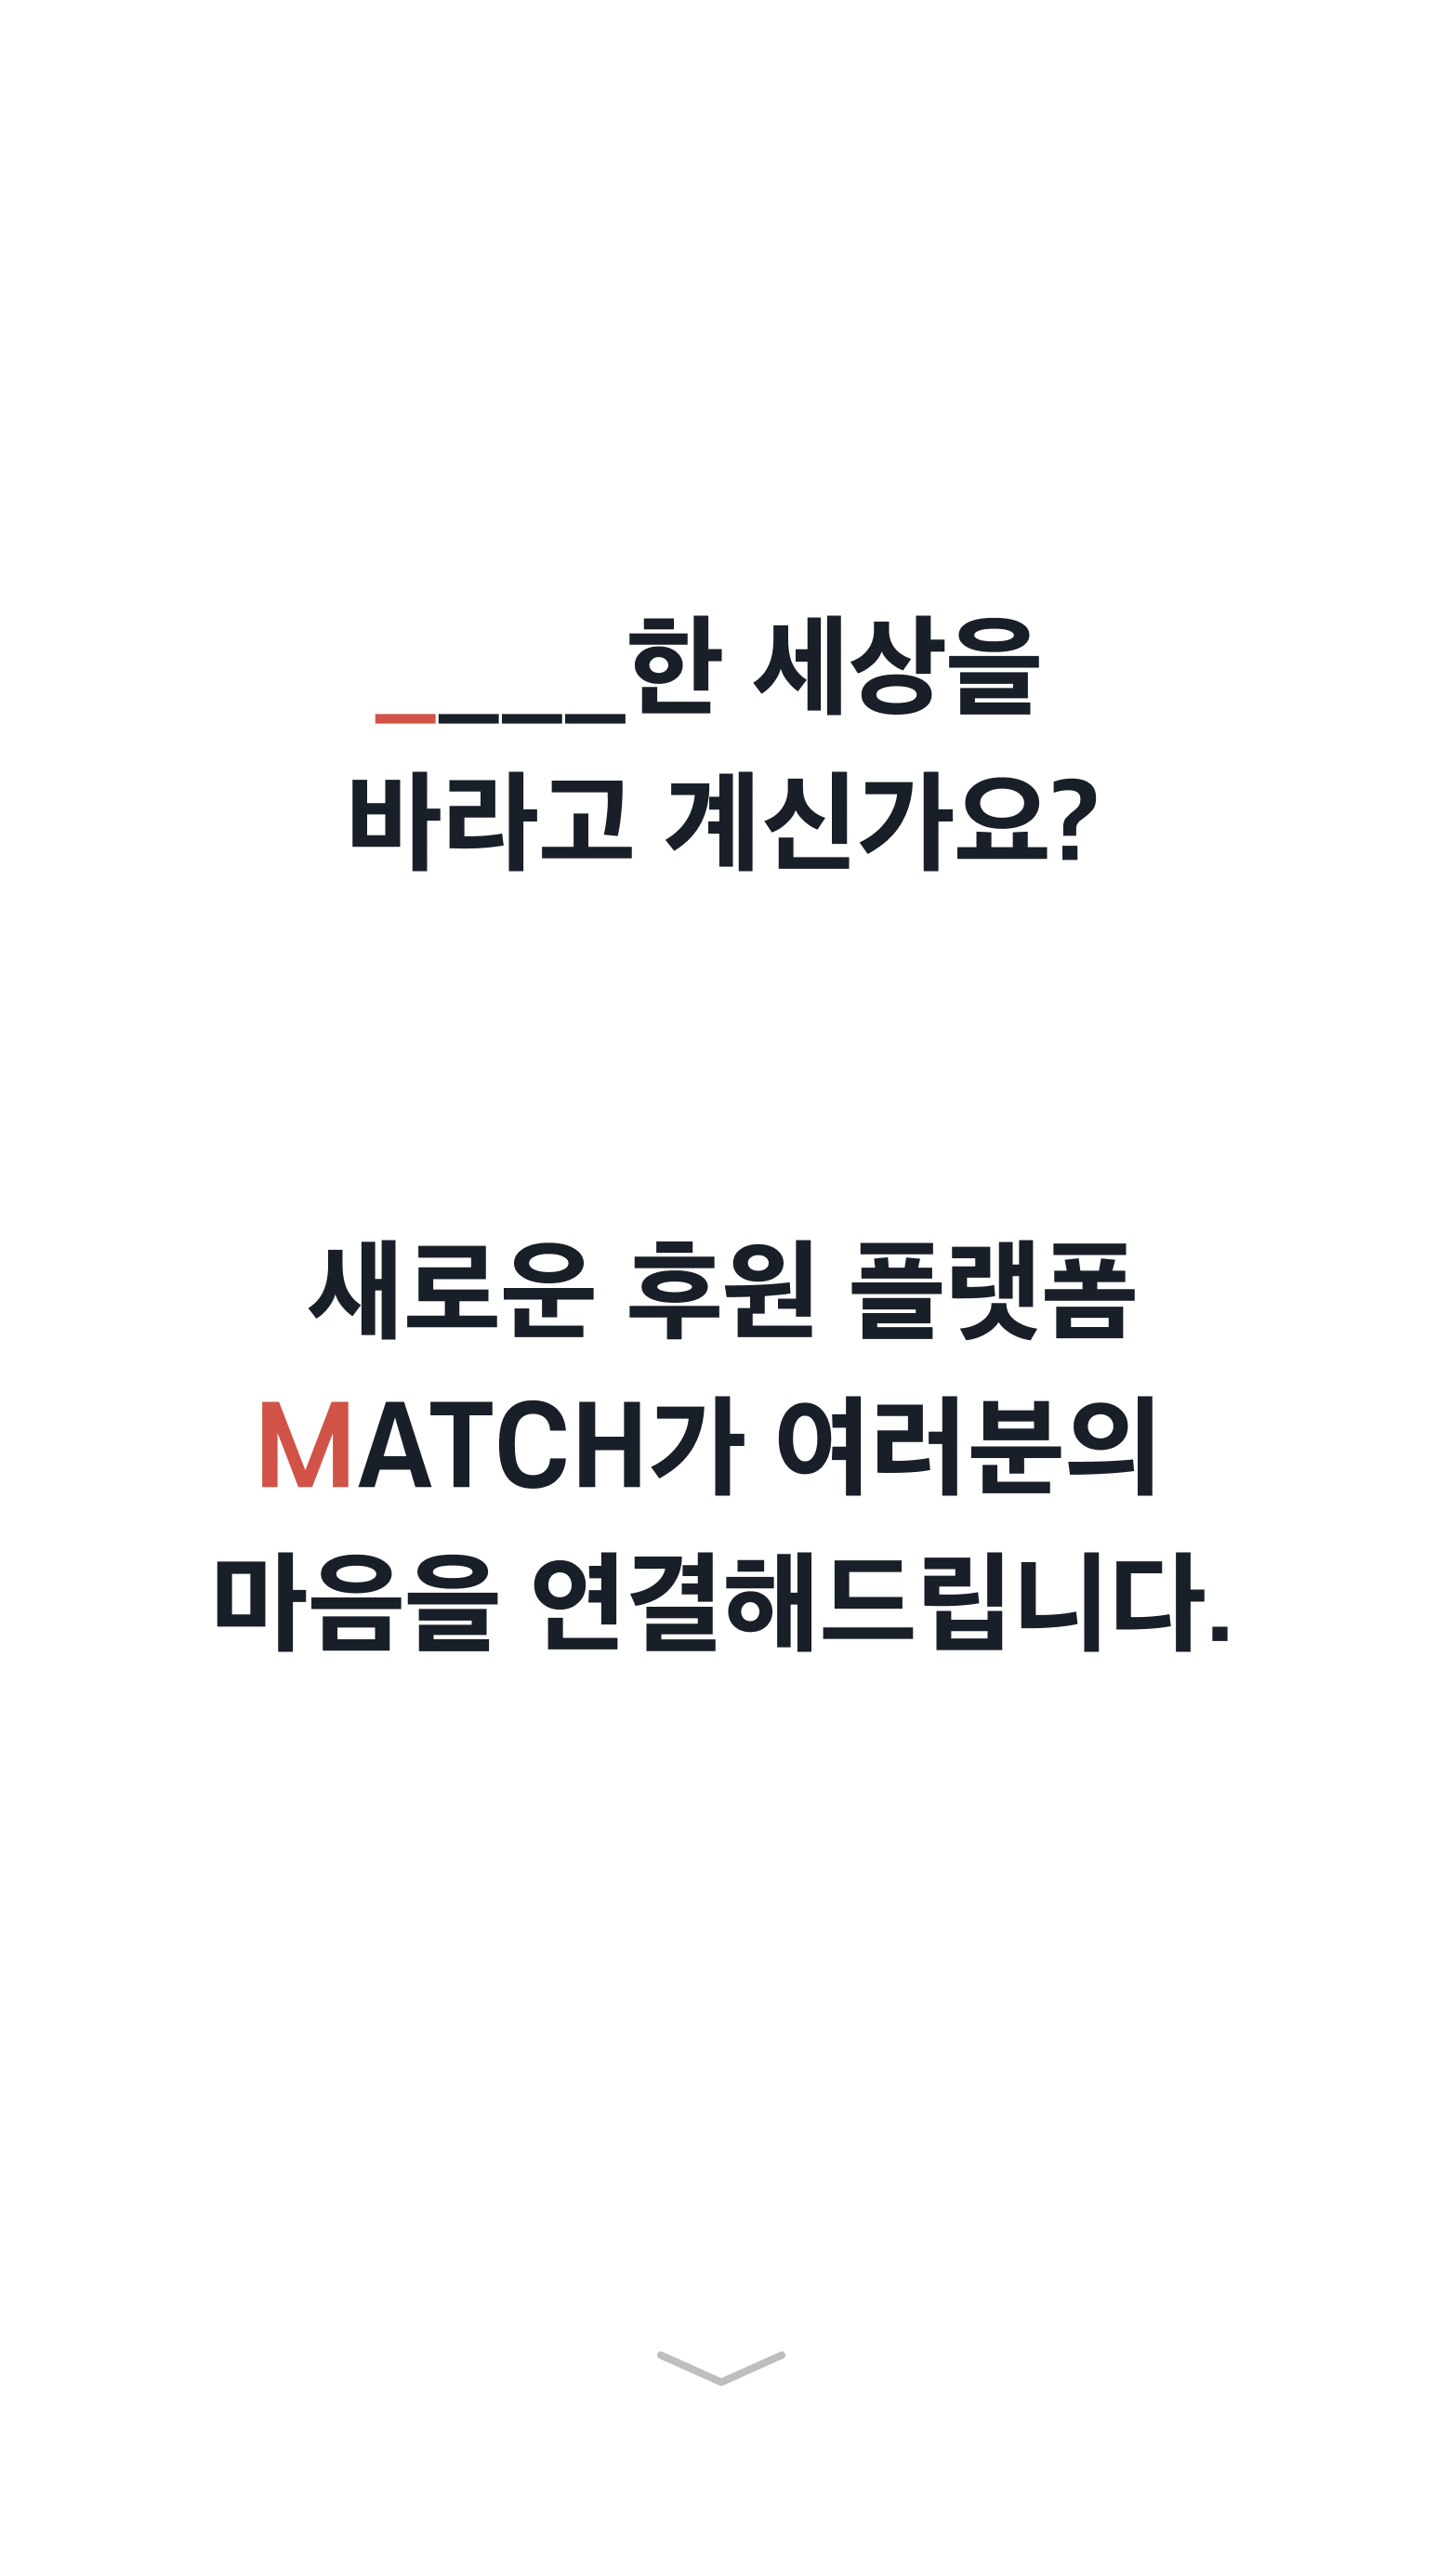 ____한 세상을
바라고 계신가요?
새로운 후원 플랫폼
MATCH가 여러분의
마음을 연결해드립니다.